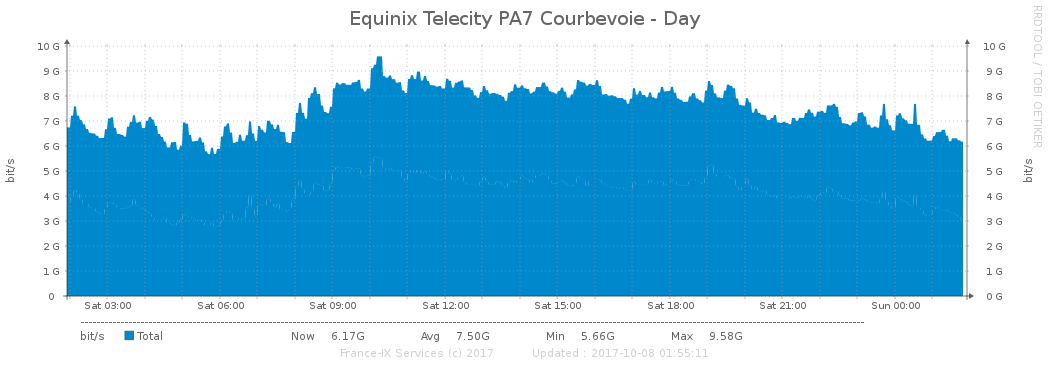 Equinix Telecity PA7 Courbevoie - Day
RRDTOOL / TOBI OETIKER
10 G 10 G
9 G 9 G
8 G 8 G
7 G 7 G
6 G 6 G
5 G 5 G
4 G 4 G
3 G 3 G
2 G 2 G
1 G 1 G
0 0 G
bit/s
bit/s
Sat 03:00 Sat 06:00 Sat 09:00 Sat 12:00 Sat 15:00 Sat 18:00 Sat 21:00 Sun 00:00
bit/s Total Now 6.17G Avg 7.50G Min 5.66G Max 9.58G
France-IX Services (c) 2017 Updated : 2017-10-08 01:55:11